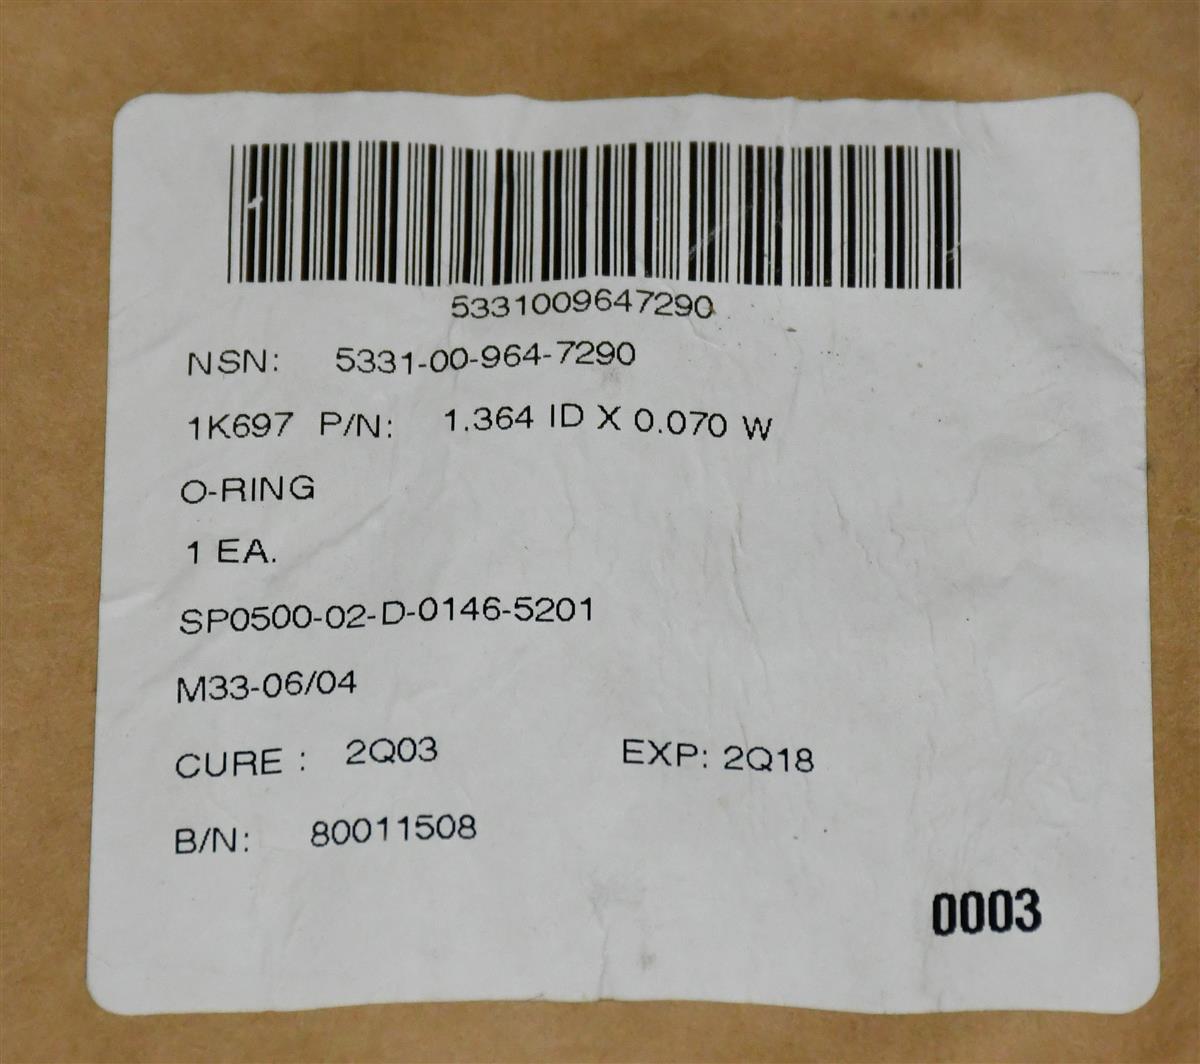 5331009647290
NSN: 5331-00-964-7290
1K697 P/N: 1.364 ID X 0.070 W
O-RING
1 EA.
SP0500-02-D-0146-5201
M33-06/04
CURE : 2Q03 EXP: 2Q18
B/N: 80011508
0003